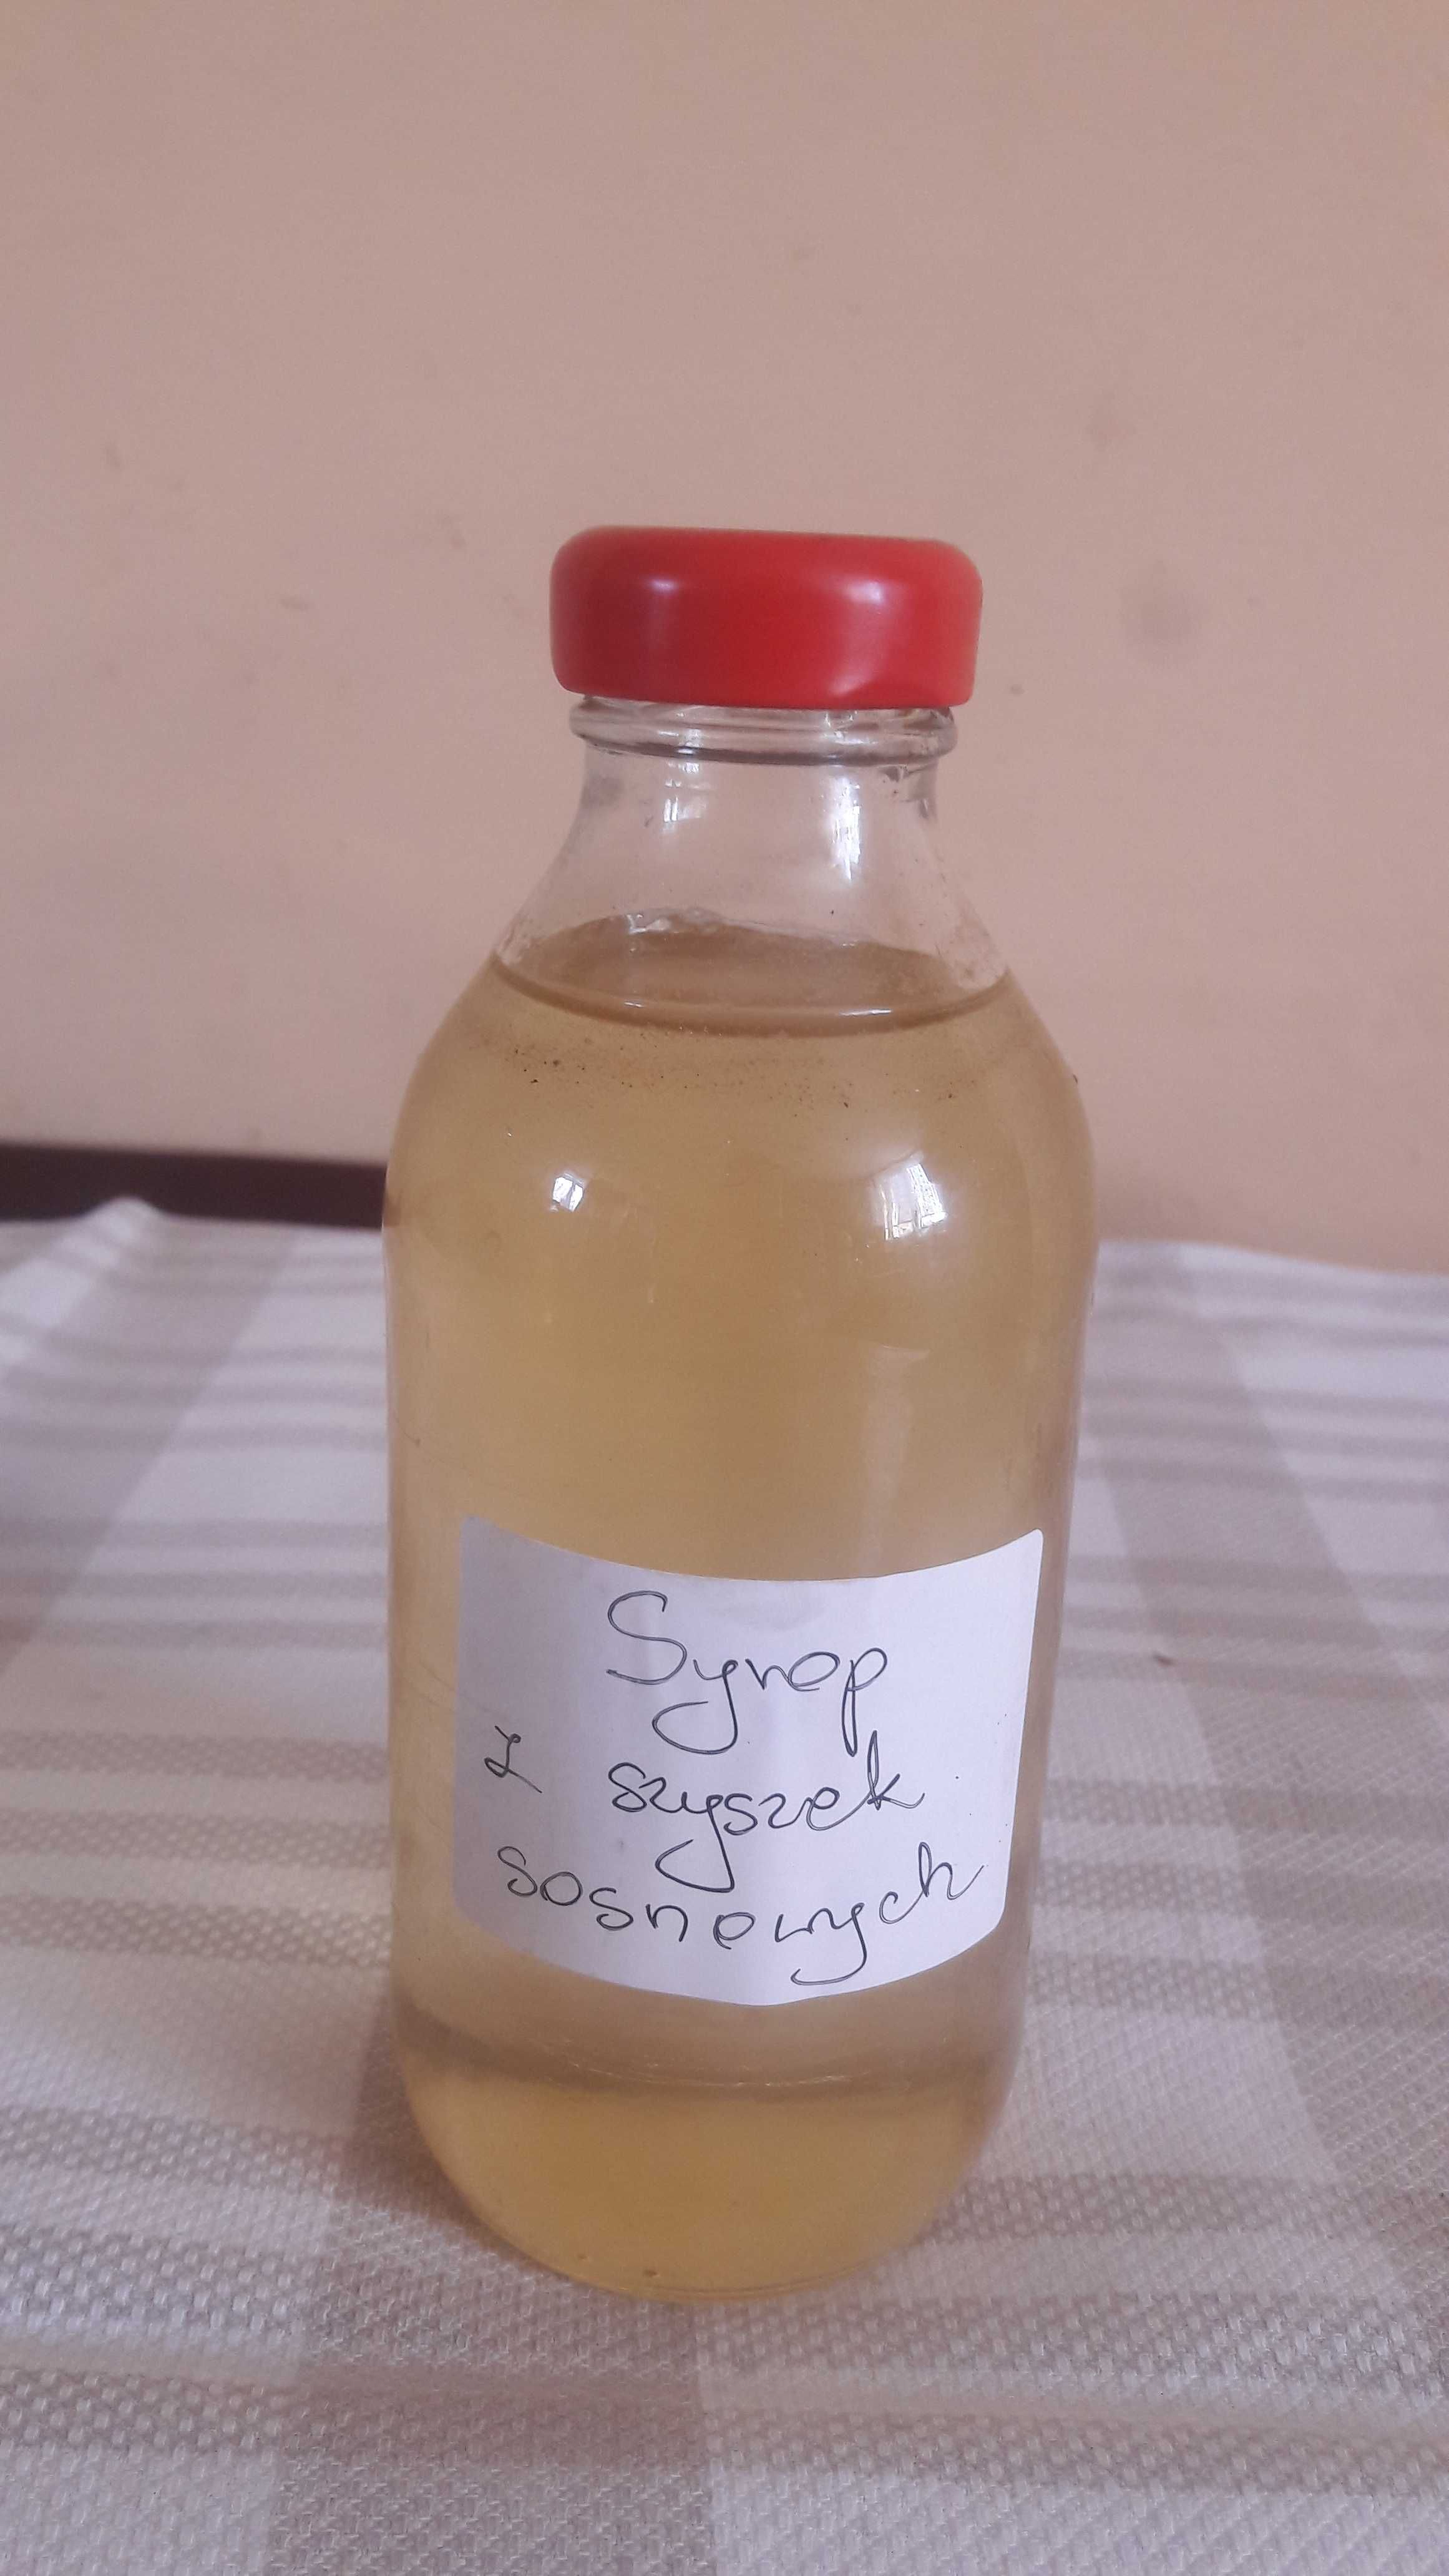 Syrop
z szyszek
sosnowych